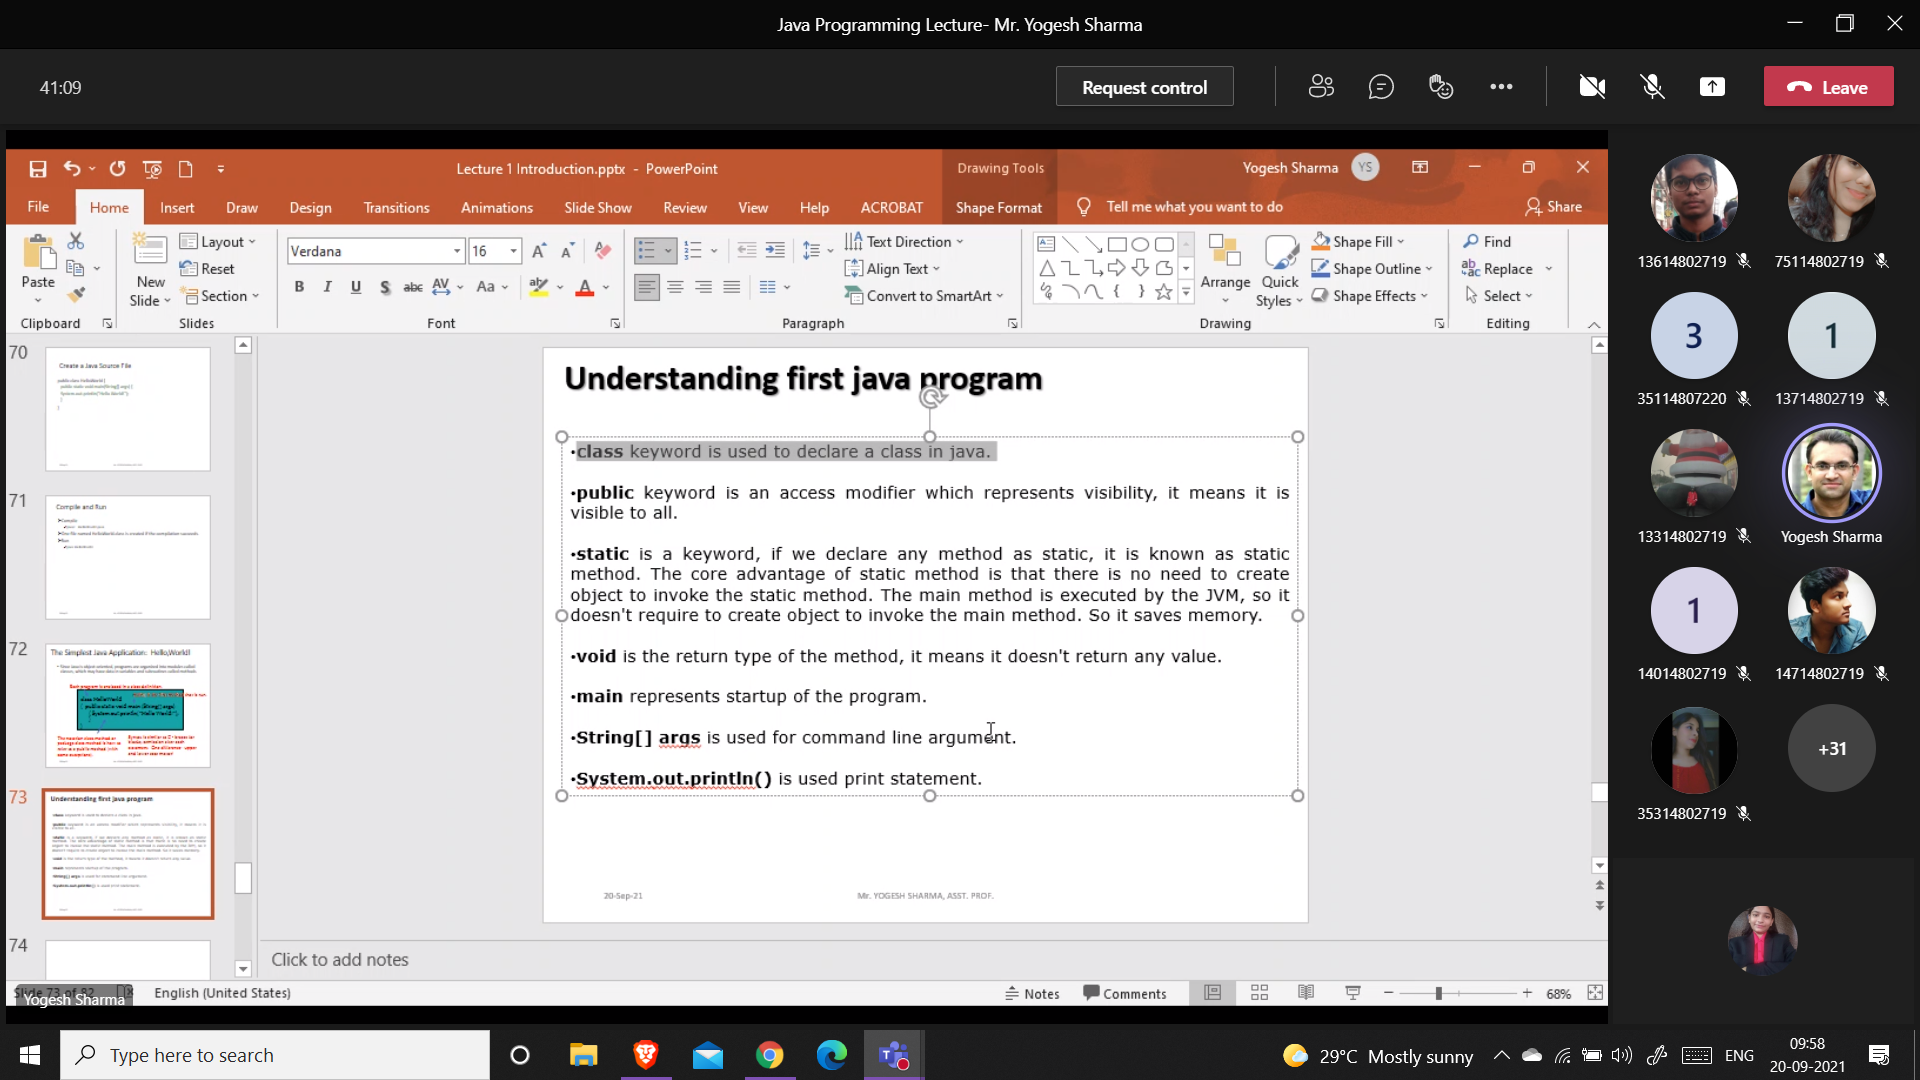 Java Programming Lecture- Mr. Yogesh Sharma
41:09
Request control
Leave
Lecture 1 Introduction.pptx - PowerPoint
Drawing Tools
Yogesh Sharma
YS
File
Home
Insert
Draw
Design
Transitions
Animations
Slide Show
Review
View
Help
ACROBAT
Shape Format
Tell me what you want to do
Share
Paste
New
Slide
Layout
Reset
Section
Verdana
16
B I U S abc AV Aa A
Text Direction
Align Text
Convert to SmartArt
Arrange
Quick
Styles
Shape Fill
Shape Outline
Shape Effects
Find
Replace
Select
Clipboard
Slides
Font
Paragraph
Drawing
Editing
70
Create a Java Source File
71
Compile and Run
72
The Simplest Java Application: Hello,World!
73
Understanding first java program
74
Understanding first java program
•class keyword is used to declare a class in java.
•public keyword is an access modifier which represents visibility, it means it is
visible to all.
•static is a keyword, if we declare any method as static, it is known as static
method. The core advantage of static method is that there is no need to create
object to invoke the static method. The main method is executed by the JVM, so it
doesn't require to create object to invoke the main method. So it saves memory.
•void is the return type of the method, it means it doesn't return any value.
•main represents startup of the program.
•String[] args is used for command line argument.
•System.out.println() is used print statement.
20-Sep-21
Mr. YOGESH SHARMA, ASST. PROF.
Click to add notes
Slide 73 of 82
Yogesh Sharma
English (United States)
Notes
Comments
68%
13614802719
75114802719
3
1
35114807220
13714802719
13314802719
Yogesh Sharma
1
14014802719
14714802719
+31
35314802719
Type here to search
29°C Mostly sunny
ENG
09:58
20-09-2021